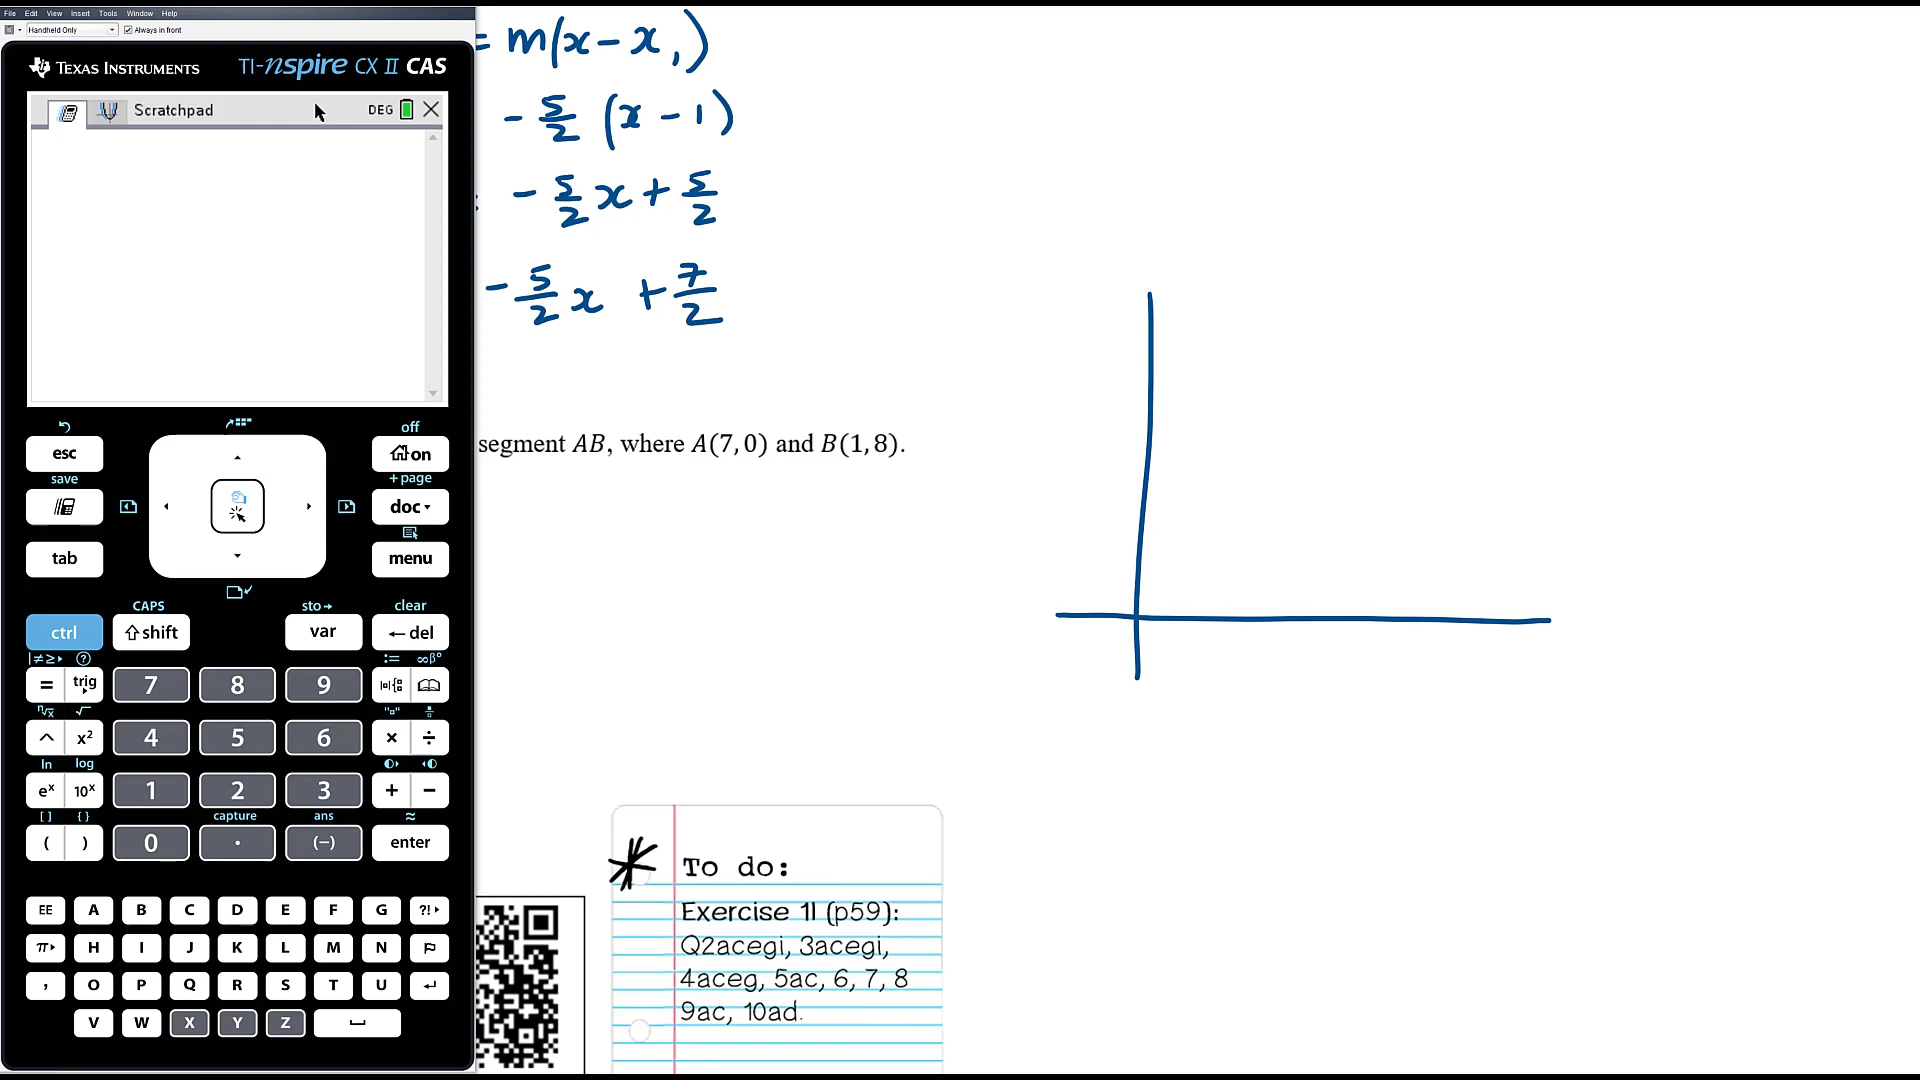 File Edit View Insert Tools Window Help
Handheld Only Always in front
TEXAS INSTRUMENTS TI-nspire CX II CAS
Scratchpad DEG
= m(x - x₁)
- 5/2 (x - 1)
- 5/2 x + 5/2
- 5/2 x + 7/2
segment AB, where A(7, 0) and B(1, 8).
off
esc on
save + page
doc
tab menu
CAPS sto→ clear
ctrl ⇧shift var ←del
= trig 7 8 9
^ x² 4 5 6 × ÷
ln log
eˣ 10ˣ 1 2 3 + −
[ ] { } capture ans ≈
( ) 0 . (−) enter
EE A B C D E F G ?!▸
π▸ H I J K L M N
, O P Q R S T U ↵
V W X Y Z
* To do:
Exercise 1I (p59):
Q2acegi, 3acegi,
4aceg, 5ac, 6, 7, 8
9ac, 10ad.